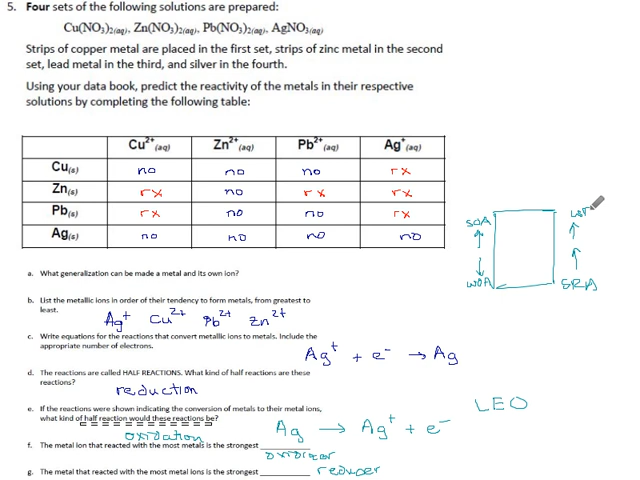 5. Four sets of the following solutions are prepared:
Cu(NO₃)₂(aq), Zn(NO₃)₂(aq), Pb(NO₃)₂(aq), AgNO₃(aq)
Strips of copper metal are placed in the first set, strips of zinc metal in the second
set, lead metal in the third, and silver in the fourth.
Using your data book, predict the reactivity of the metals in their respective
solutions by completing the following table:
Cu²⁺(aq) Zn²⁺(aq) Pb²⁺(aq) Ag⁺(aq)
Cu(s) no no no rx
Zn(s) rx no rx rx
Pb(s) rx no no rx
Ag(s) no no no no
SOA
WOA
SRA
a. What generalization can be made a metal and its own ion?
b. List the metallic ions in order of their tendency to form metals, from greatest to
least.
Ag⁺ Cu²⁺ Pb²⁺ Zn²⁺
c. Write equations for the reactions that convert metallic ions to metals. Include the
appropriate number of electrons.
Ag⁺ + e⁻ → Ag
d. The reactions are called HALF REACTIONS. What kind of half reactions are these
reactions?
reduction
e. If the reactions were shown indicating the conversion of metals to their metal ions,
what kind of half reaction would these reactions be?
oxidation
Ag → Ag⁺ + e⁻
LEO
f. The metal ion that reacted with the most metals is the strongest ____________
oxidizer
g. The metal that reacted with the most metal ions is the strongest ____________ reducer